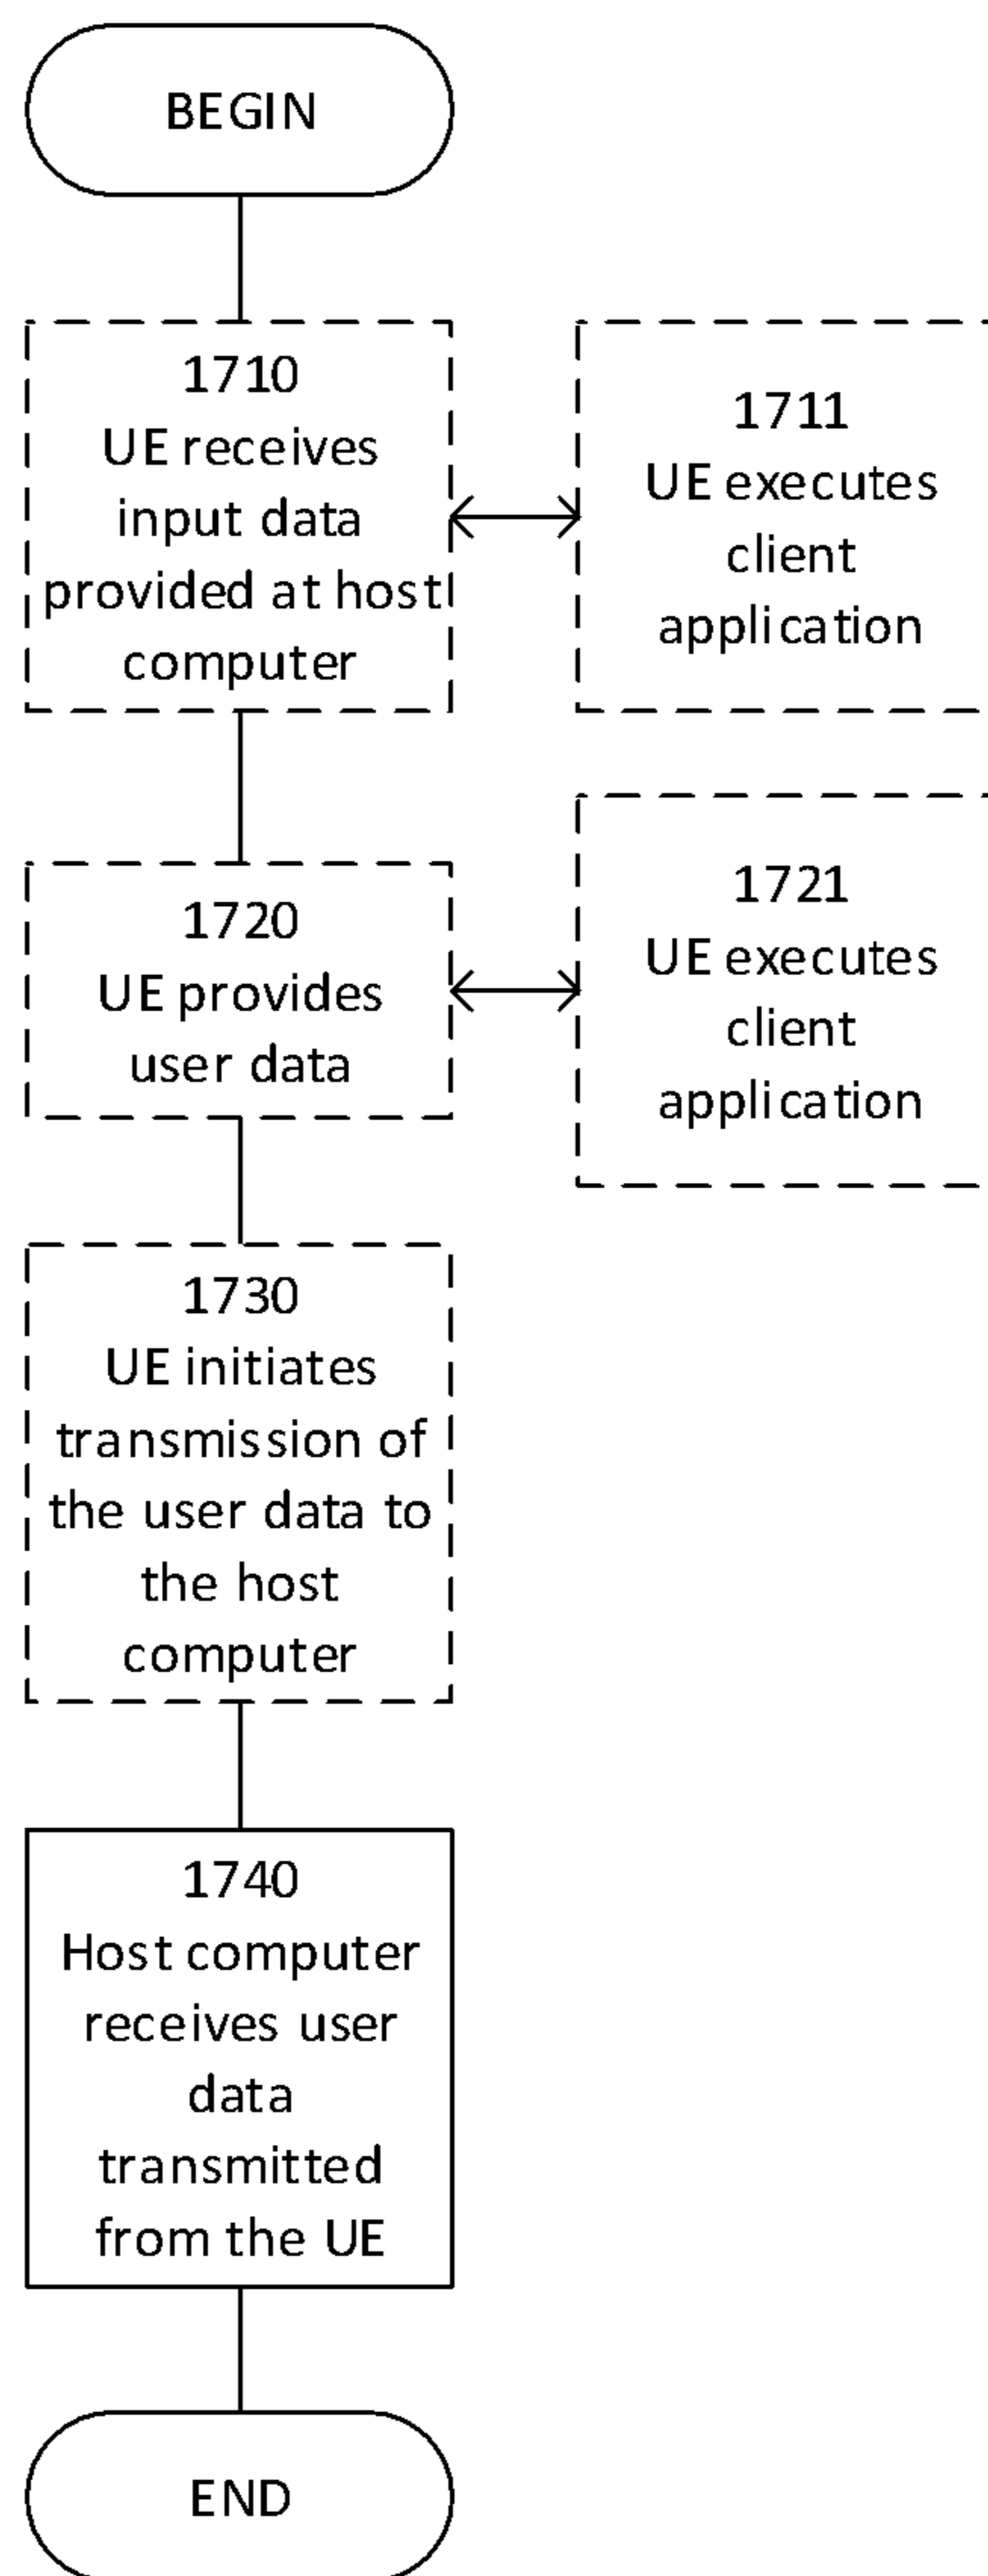 BEGIN
1710
UE receives
input data
provided at host
computer
1711
UE executes
client
application
1720
UE provides
user data
1721
UE executes
client
application
1730
UE initiates
transmission of
the user data to
the host
computer
1740
Host computer
receives user
data
transmitted
from the UE
END